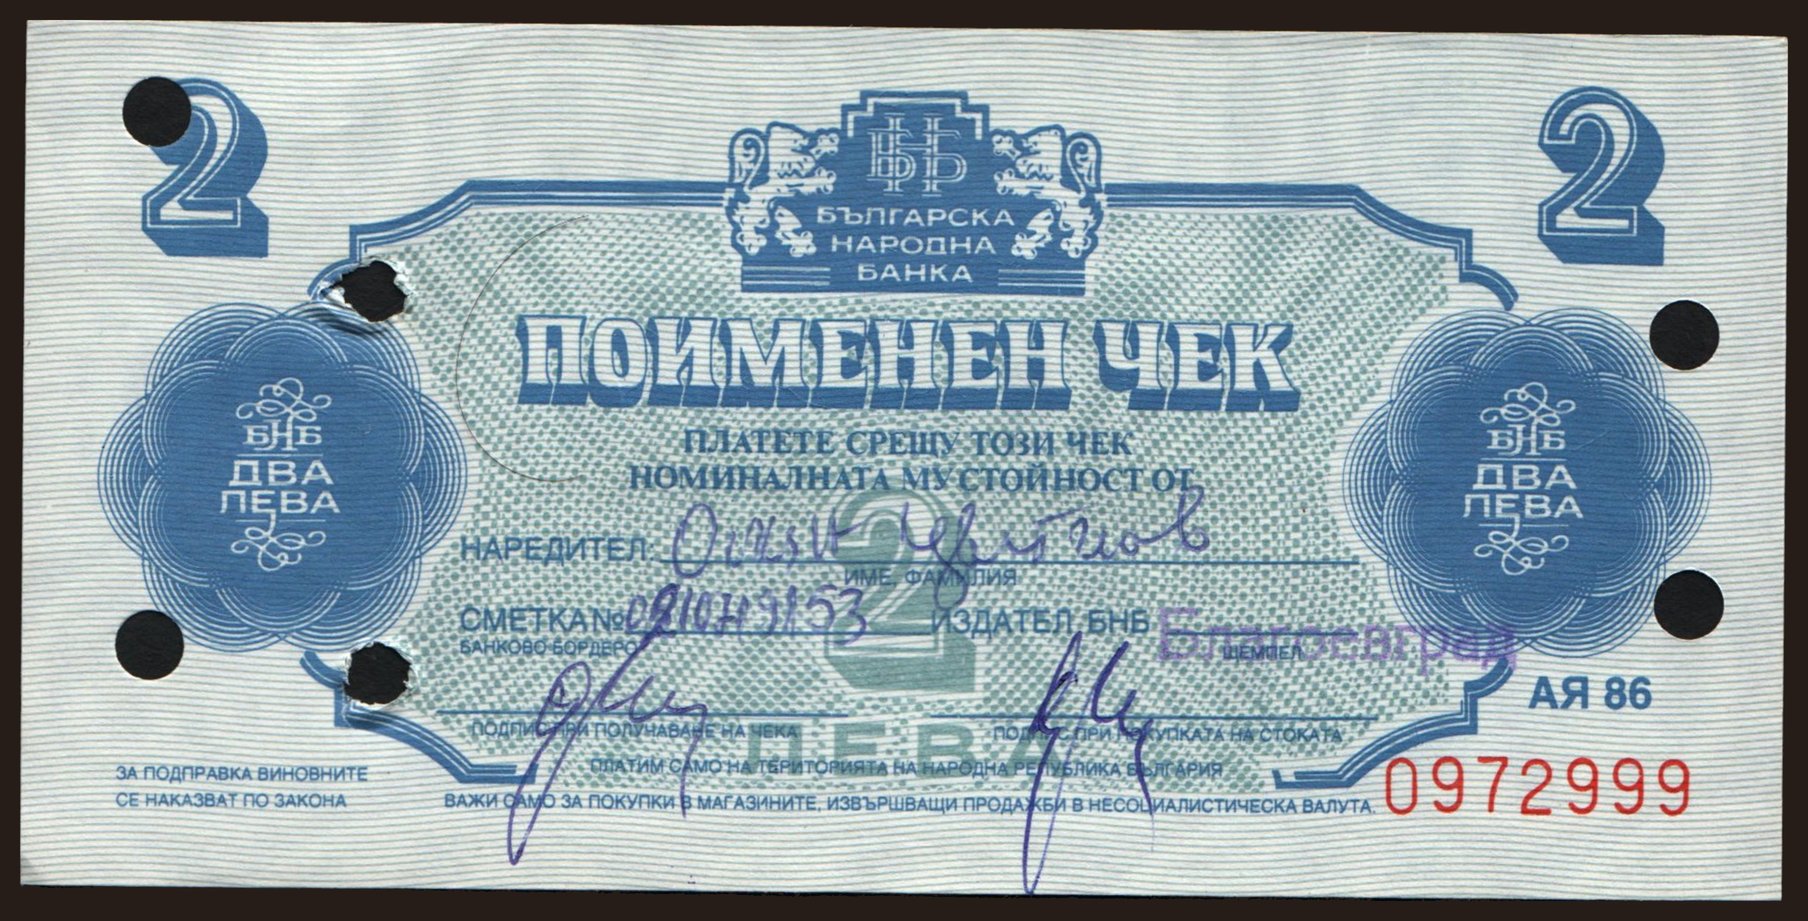 2
2
БНБ
БЪЛГАРСКА
НАРОДНА
БАНКА
ПОИМЕНЕН ЧЕК
ПЛАТЕТЕ СРЕЩУ ТОЗИ ЧЕК
НОМИНАЛНАТА МУ СТОЙНОСТ ОТ
БНБ
ДВА
ЛЕВА
БНБ
ДВА
ЛЕВА
2
НАРЕДИТЕЛ:
ИМЕ, ФАМИЛИЯ
СМЕТКА №
ИЗДАТЕЛ, БНБ Благоевград
БАНКОВО БОРДЕРО
ЩЕМПЕЛ
АЯ 86
ПОДПИС ПРИ ПОЛУЧАВАНЕ НА ЧЕКА
ПОДПИС ПРИ ПОКУПКАТА НА СТОКАТА
ЛЕВА
ПЛАТИМ САМО НА ТЕРИТОРИЯТА НА НАРОДНА РЕПУБЛИКА БЪЛГАРИЯ
ЗА ПОДПРАВКА ВИНОВНИТЕ
СЕ НАКАЗВАТ ПО ЗАКОНА
ВАЖИ САМО ЗА ПОКУПКИ В МАГАЗИНИТЕ, ИЗВЪРШВАЩИ ПРОДАЖБИ В НЕСОЦИАЛИСТИЧЕСКА ВАЛУТА.
0972999